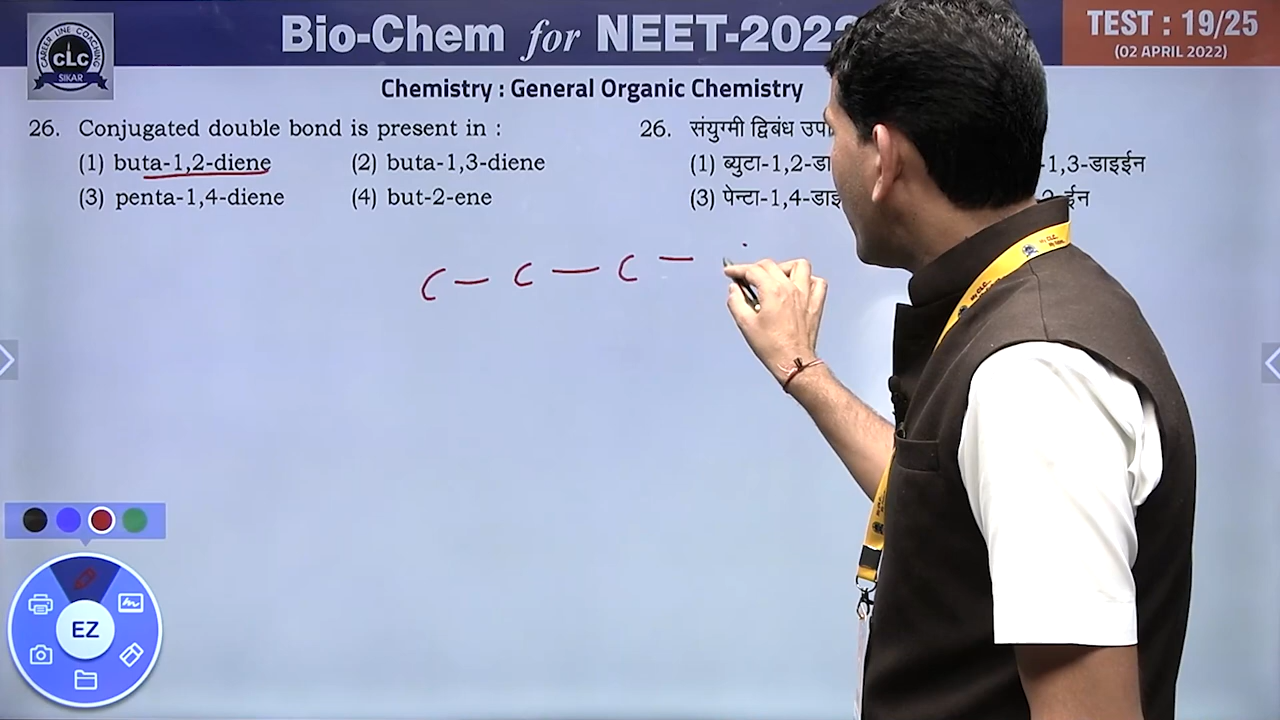 Bio-Chem for NEET-2022
TEST : 19/25
(02 APRIL 2022)
CAREER LINE COACHING
CLC
SIKAR
Chemistry : General Organic Chemistry
26. Conjugated double bond is present in :
(1) buta-1,2-diene (2) buta-1,3-diene
(3) penta-1,4-diene (4) but-2-ene
26. संयुग्मी द्विबंध
(1) ब्युटा-1,2-डा -1,3-डाइईन
(3) पेन्टा-1,4-डाइ -2-ईन
C – C – C –
EZ